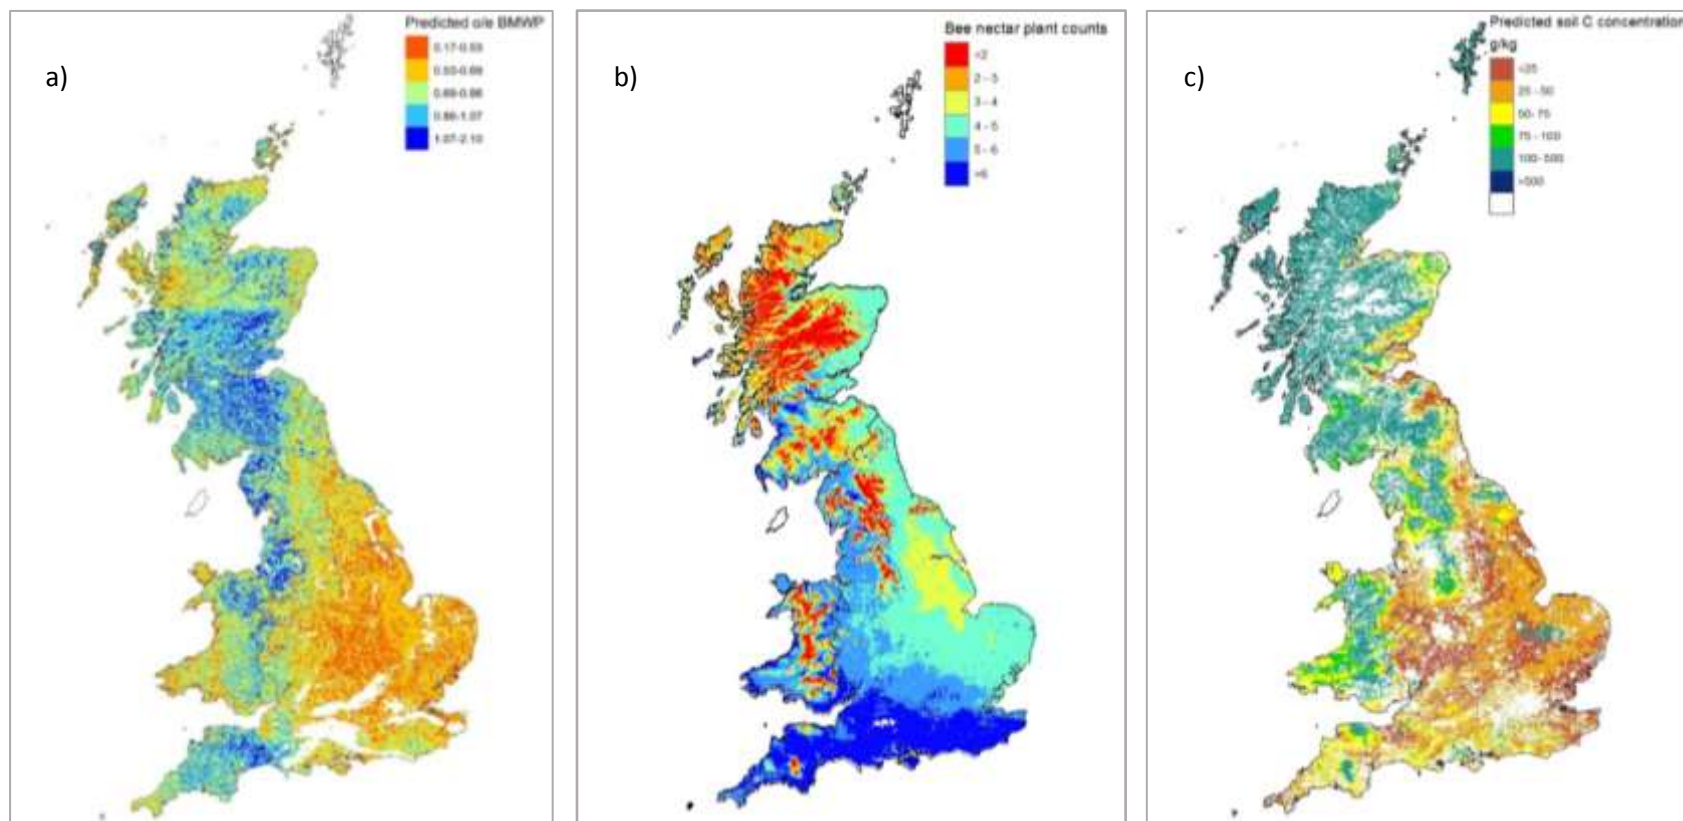 a)
Predicted o/e BMWP
0.17-0.53
0.53-0.69
0.69-0.86
0.86-1.07
1.07-2.10
b)
Bee nectar plant counts
<2
3 - 4
4 - 5
5 - 6
>6
c)
Predicted soil C concentration
g/kg
<25
25 - 50
50 - 75
75 - 100
100 - 500
>500